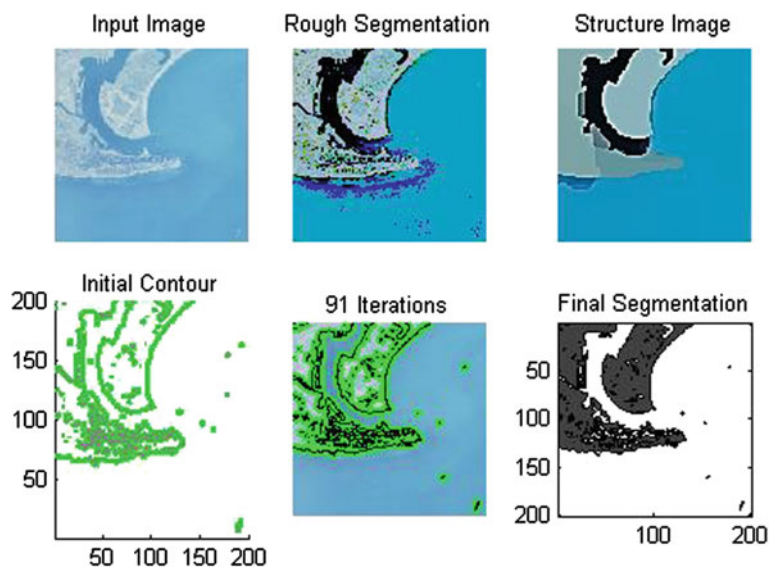 Input Image
Rough Segmentation
Structure Image
Initial Contour
200
150
100
50
50 100 150 200
91 Iterations
Final Segmentation
50
100
150
200
100 200